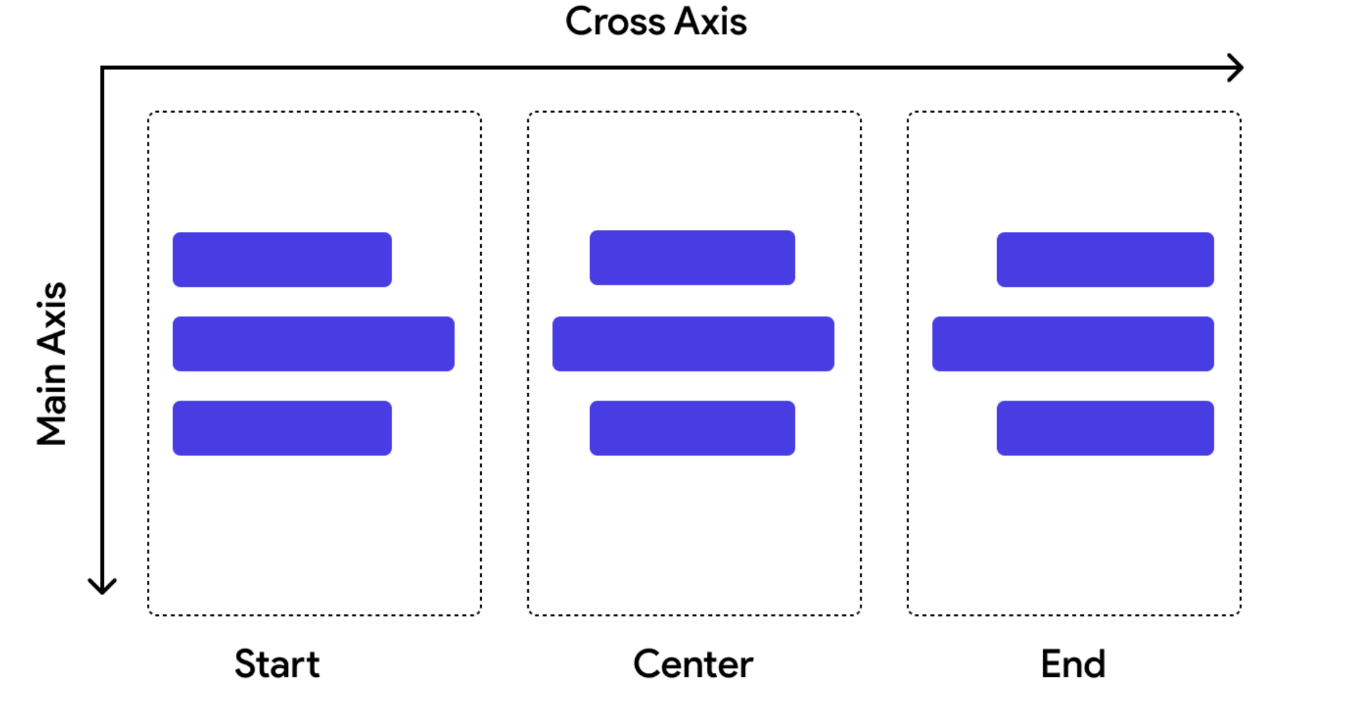 Cross Axis
Main Axis
Start
Center
End